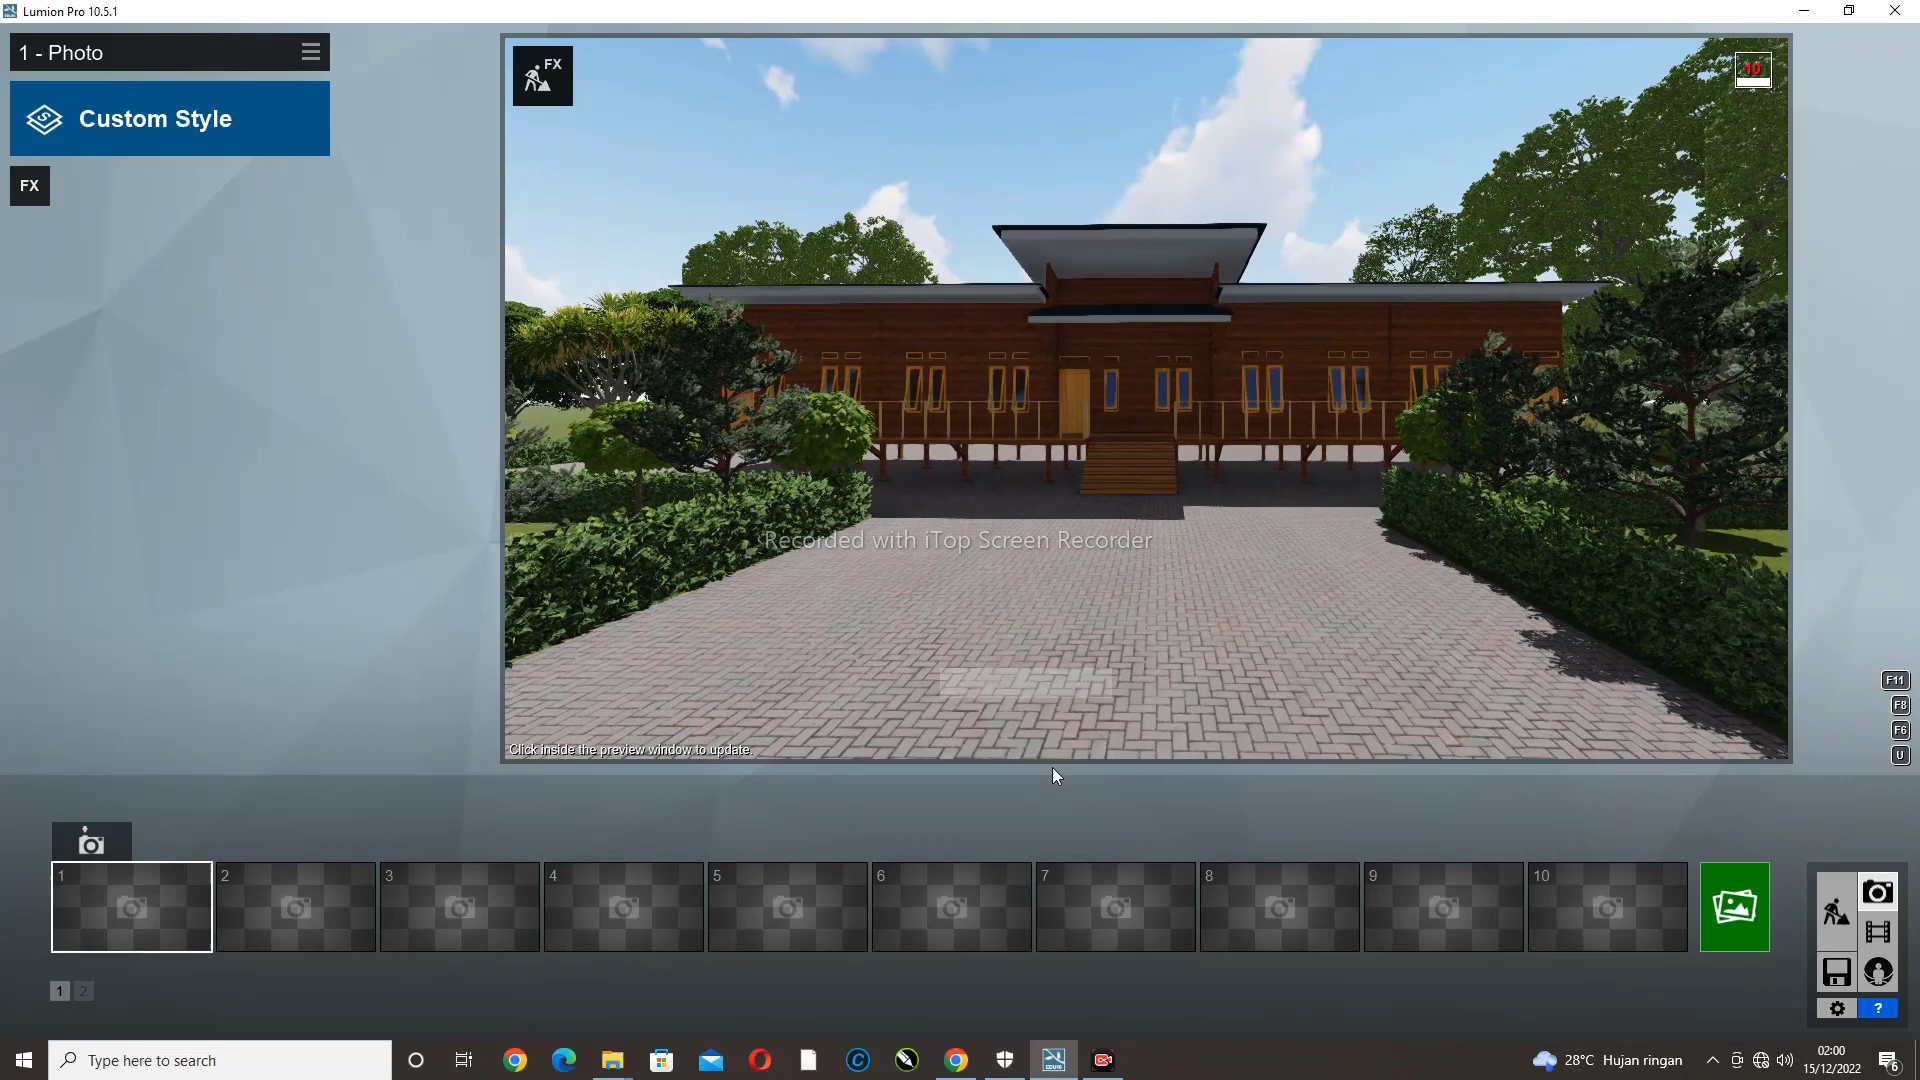 Lumion Pro 10.5.1
1 - Photo
Custom Style
FX
FX
10
Recorded with iTop Screen Recorder
Click inside the preview window to update.
F11
F8
F6
U
1
2
3
4
5
6
7
8
9
10
1
2
?
Type here to search
28°C Hujan ringan
02:00
15/12/2022
6